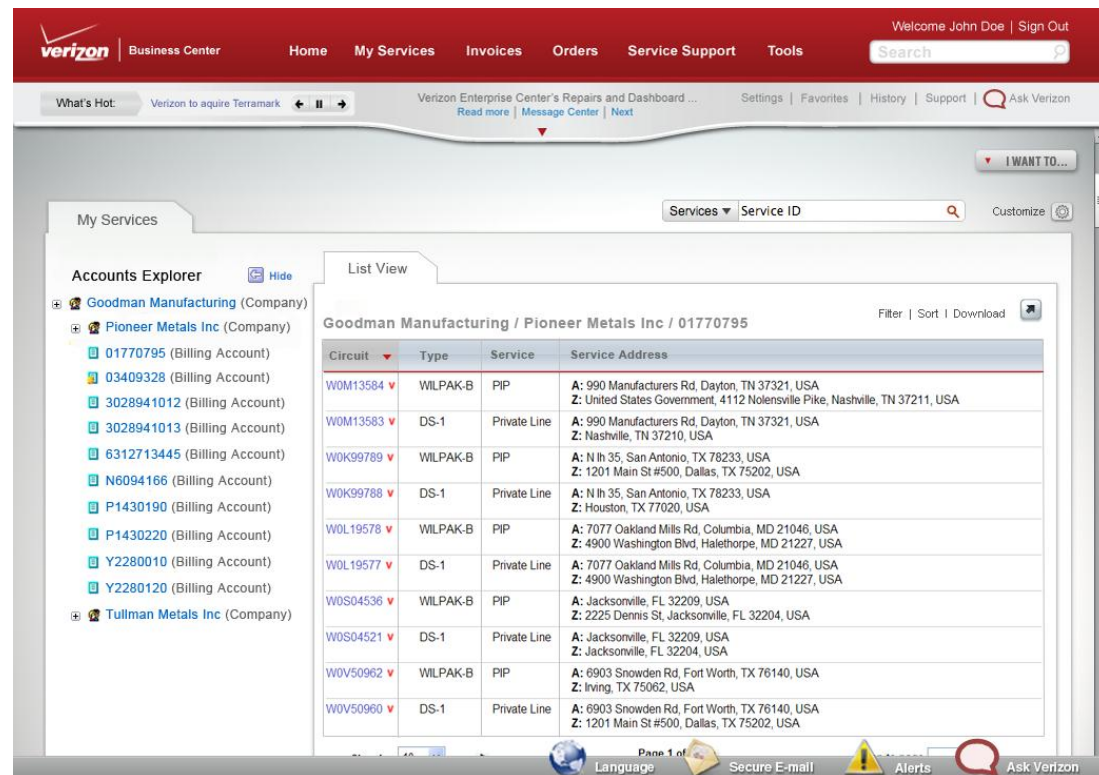 Welcome John Doe | Sign Out
verizon | Business Center Home My Services Invoices Orders Service Support Tools Search
What's Hot: Verizon to aquire Terramark Verizon Enterprise Center's Repairs and Dashboard ... Settings | Favorites | History | Support | Ask Verizon
Read more | Message Center | Next
I WANT TO...
My Services Services Service ID Customize
Accounts Explorer Hide
Goodman Manufacturing (Company)
Pioneer Metals Inc (Company)
01770795 (Billing Account)
03409328 (Billing Account)
3028941012 (Billing Account)
3028941013 (Billing Account)
6312713445 (Billing Account)
N6094166 (Billing Account)
P1430190 (Billing Account)
P1430220 (Billing Account)
Y2280010 (Billing Account)
Y2280120 (Billing Account)
Tullman Metals Inc (Company)
List View
Goodman Manufacturing / Pioneer Metals Inc / 01770795 Filter | Sort | Download
Circuit Type Service Service Address
W0M13584 v WILPAK-B PIP A: 990 Manufacturers Rd, Dayton, TN 37321, USA
Z: United States Government, 4112 Nolensville Pike, Nashville, TN 37211, USA
W0M13583 v DS-1 Private Line A: 990 Manufacturers Rd, Dayton, TN 37321, USA
Z: Nashville, TN 37210, USA
W0K99789 v WILPAK-B PIP A: N Ih 35, San Antonio, TX 78233, USA
Z: 1201 Main St #500, Dallas, TX 75202, USA
W0K99788 v DS-1 Private Line A: N Ih 35, San Antonio, TX 78233, USA
Z: Houston, TX 77020, USA
W0L19578 v WILPAK-B PIP A: 7077 Oakland Mills Rd, Columbia, MD 21046, USA
Z: 4900 Washington Blvd, Halethorpe, MD 21227, USA
W0L19577 v DS-1 Private Line A: 7077 Oakland Mills Rd, Columbia, MD 21046, USA
Z: 4900 Washington Blvd, Halethorpe, MD 21227, USA
W0S04536 v WILPAK-B PIP A: Jacksonville, FL 32209, USA
Z: 2225 Dennis St, Jacksonville, FL 32204, USA
W0S04521 v DS-1 Private Line A: Jacksonville, FL 32209, USA
Z: Jacksonville, FL 32204, USA
W0V50962 v WILPAK-B PIP A: 6903 Snowden Rd, Fort Worth, TX 76140, USA
Z: Irving, TX 75062, USA
W0V50960 v DS-1 Private Line A: 6903 Snowden Rd, Fort Worth, TX 76140, USA
Z: 1201 Main St #500, Dallas, TX 75202, USA
Page 1 of
Language Secure E-mail Alerts Ask Verizon